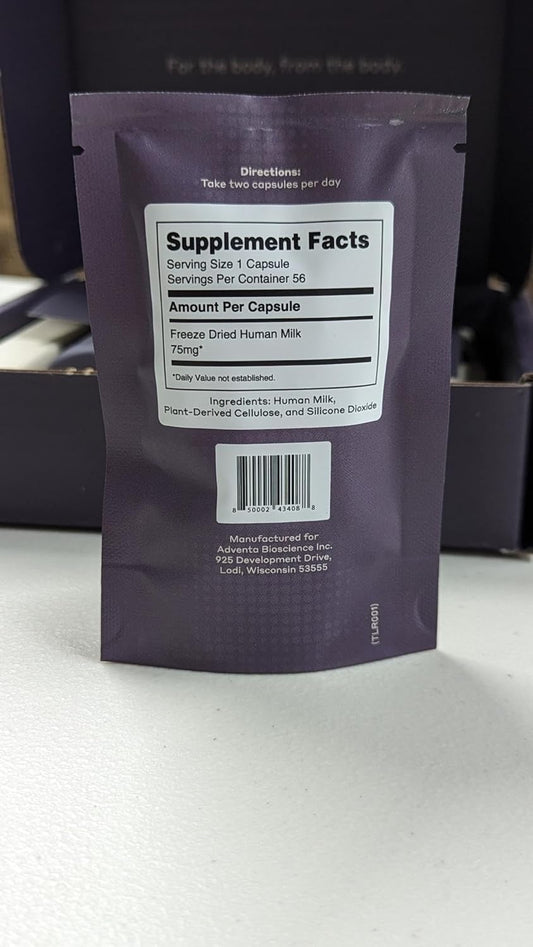 For the body, from the body.
Directions:
Take two capsules per day
Supplement Facts
Serving Size 1 Capsule
Servings Per Container 56
Amount Per Capsule
Freeze Dried Human Milk
75mg*
*Daily Value not established.
Ingredients: Human Milk,
Plant-Derived Cellulose, and Silicone Dioxide
8 50002 43408 8
Manufactured for
Adventa Bioscience Inc.
925 Development Drive,
Lodi, Wisconsin 53555
(TLR001)